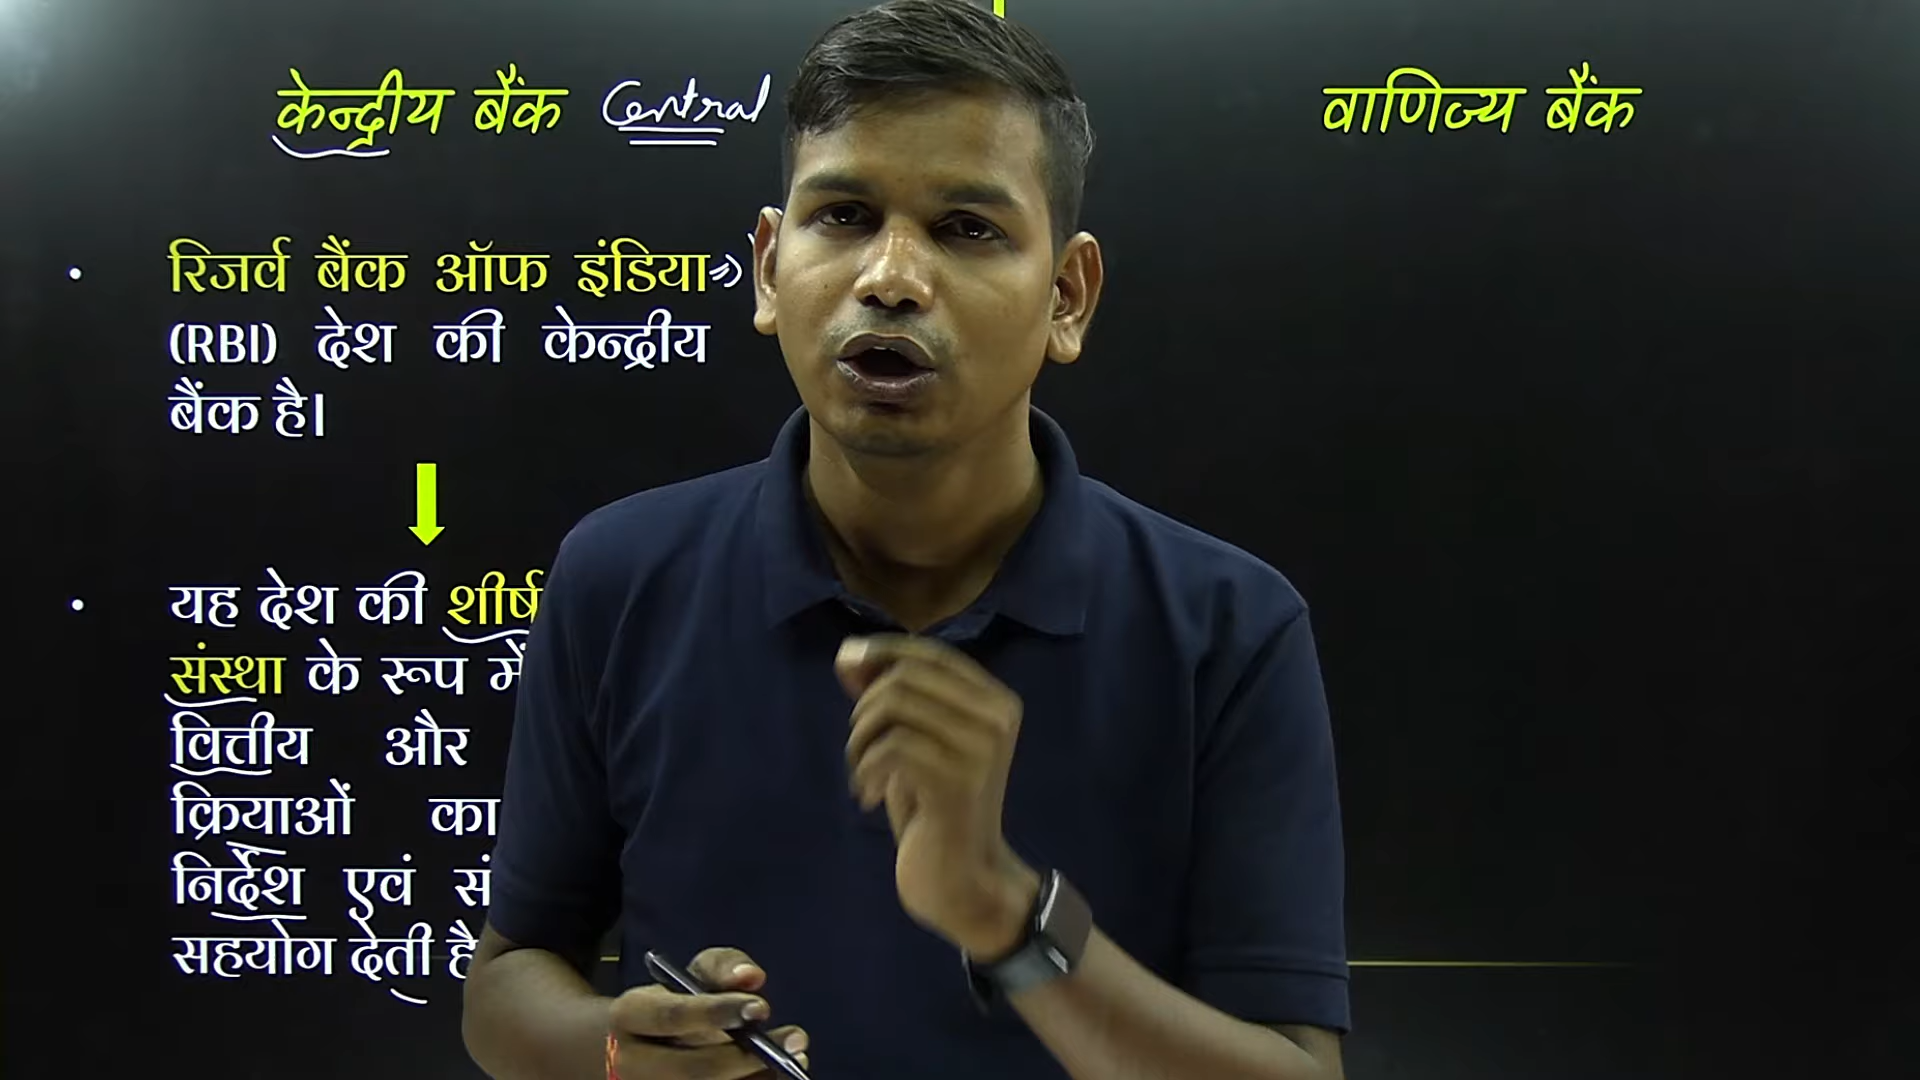 केन्द्रीय बैंक Central
वाणिज्य बैंक
रिजर्व बैंक ऑफ इंडिया
(RBI) देश की केन्द्रीय
बैंक है।
यह देश की शीर्ष
संस्था के रूप में
वित्तीय और
क्रियाओं का
निर्देश एवं
सहयोग देती है